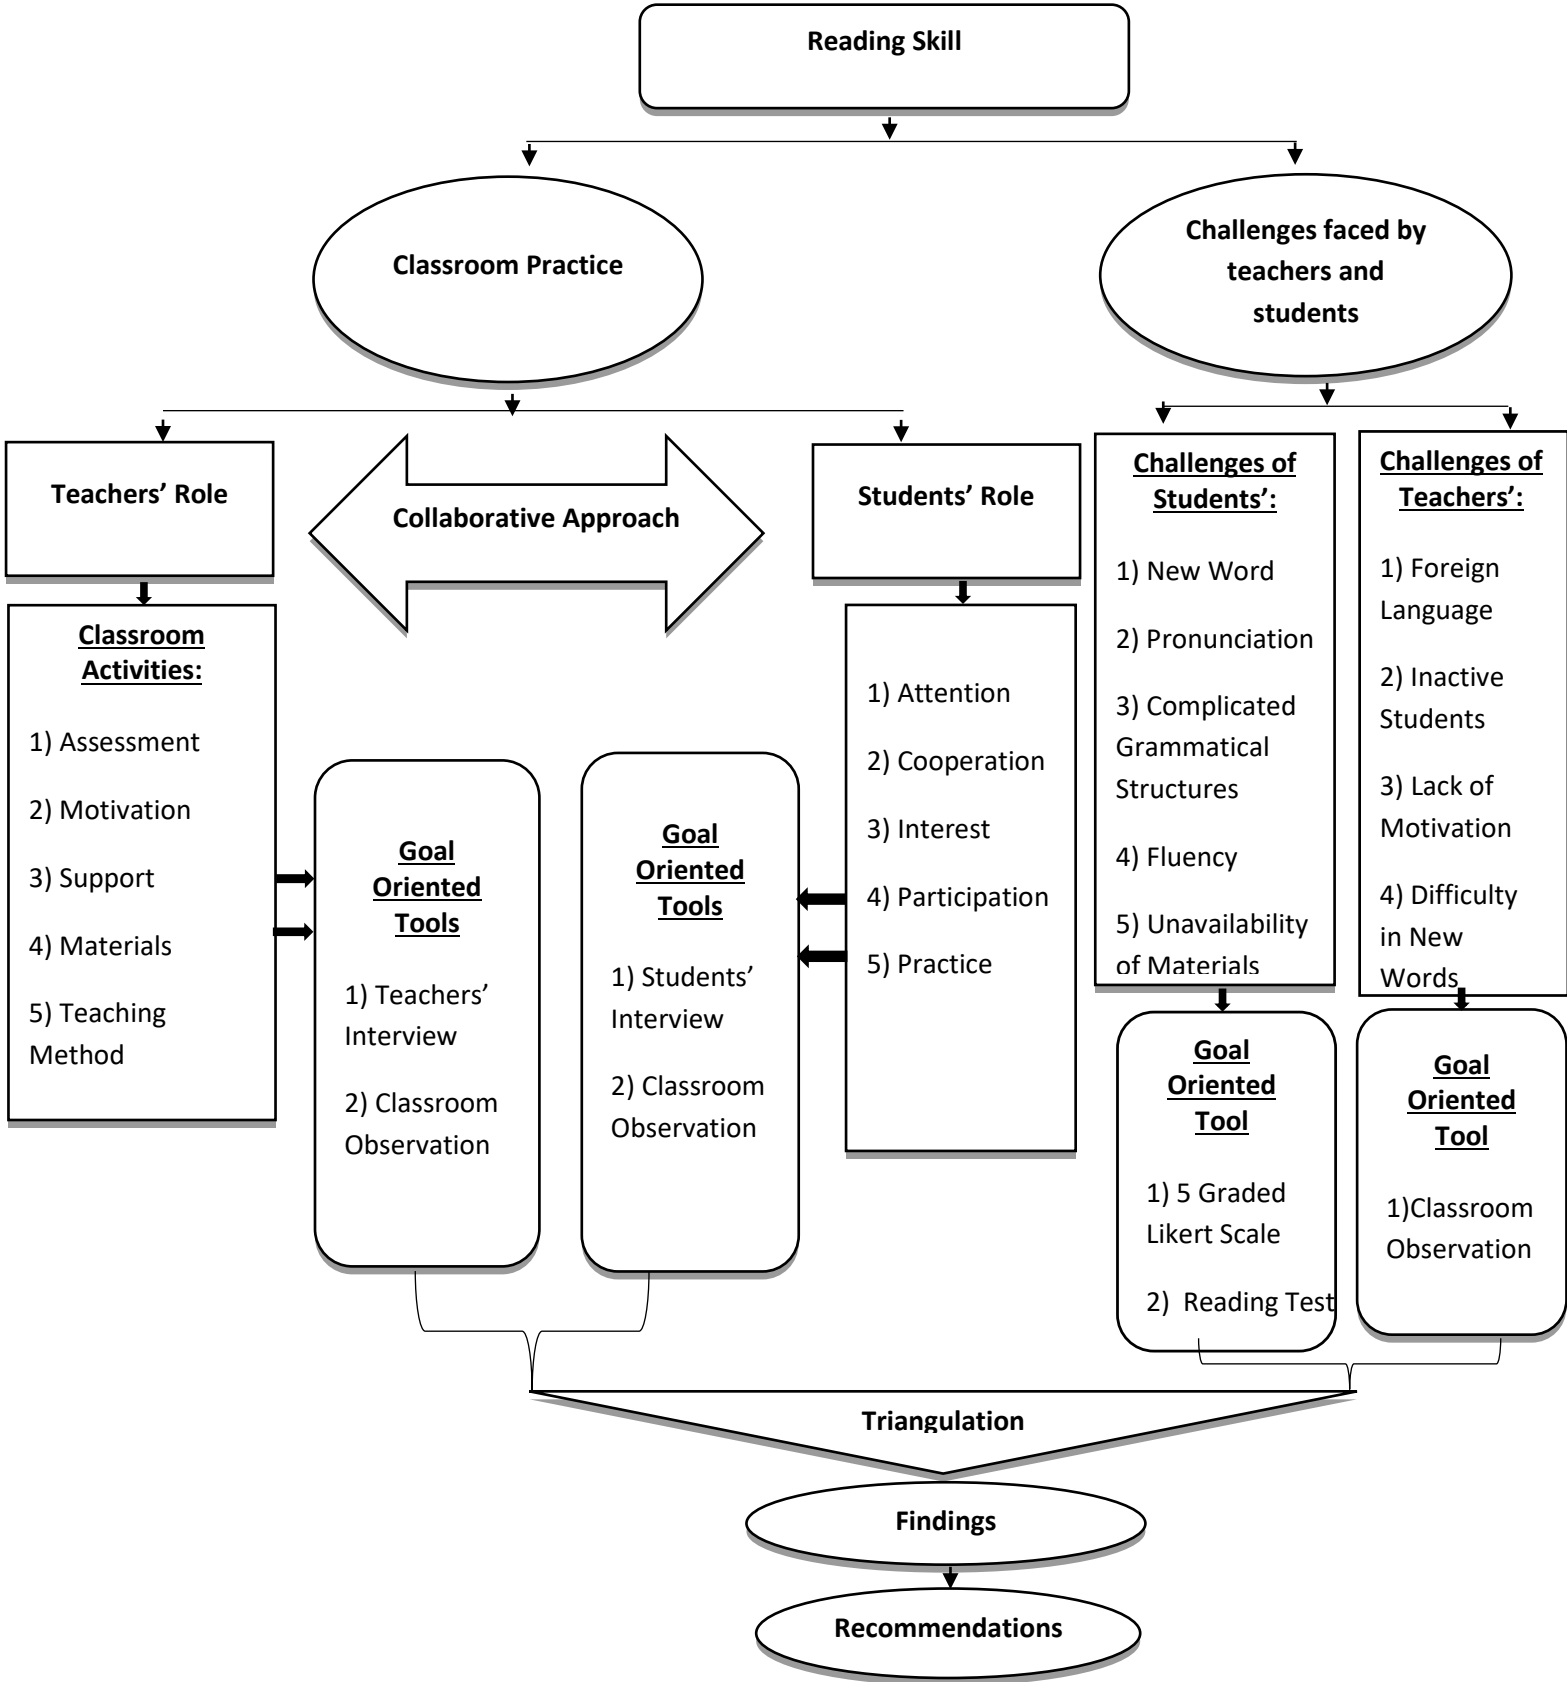 Reading Skill
Classroom Practice
Challenges faced by
teachers and
students
Teachers’ Role
Collaborative Approach
Students’ Role
Classroom
Activities:
1) Assessment
2) Motivation
3) Support
4) Materials
5) Teaching
Method
Goal
Oriented
Tools
1) Teachers’
Interview
2) Classroom
Observation
Goal
Oriented
Tools
1) Students’
Interview
2) Classroom
Observation
1) Attention
2) Cooperation
3) Interest
4) Participation
5) Practice
Challenges of
Students’:
1) New Word
2) Pronunciation
3) Complicated
Grammatical
Structures
4) Fluency
5) Unavailability
of Materials
Challenges of
Teachers’:
1) Foreign
Language
2) Inactive
Students
3) Lack of
Motivation
4) Difficulty
in New
Words
Goal
Oriented
Tool
1) 5 Graded
Likert Scale
2) Reading Test
Goal
Oriented
Tool
1)Classroom
Observation
Triangulation
Findings
Recommendations